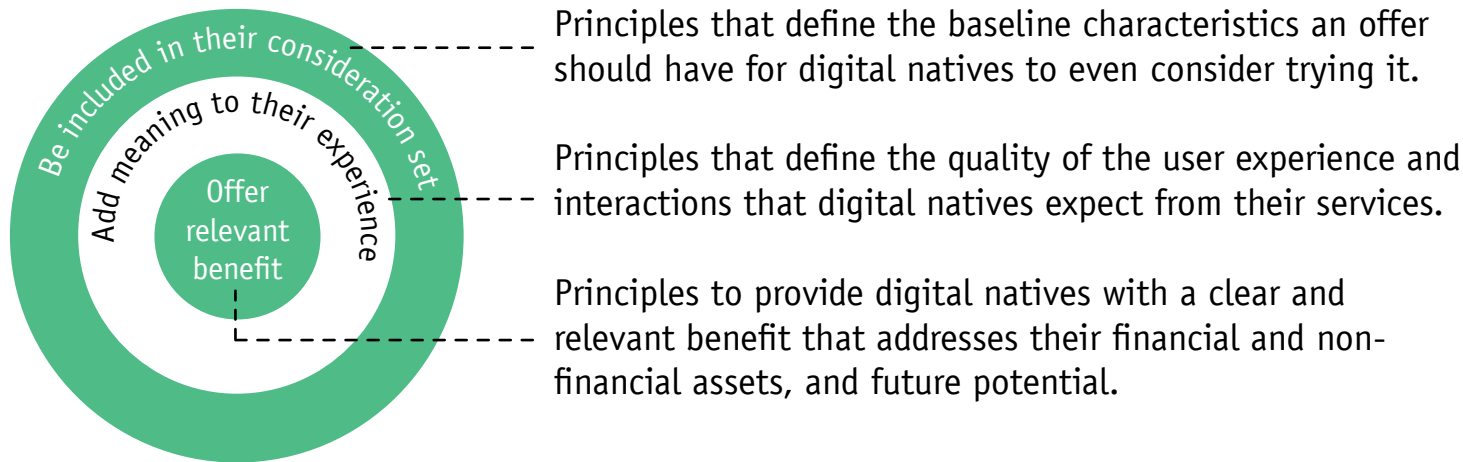 Be included in their consideration set
Add meaning to their experience
Offer
relevant
benefit
Principles that define the baseline characteristics an offer
should have for digital natives to even consider trying it.
Principles that define the quality of the user experience and
interactions that digital natives expect from their services.
Principles to provide digital natives with a clear and
relevant benefit that addresses their financial and non-
financial assets, and future potential.